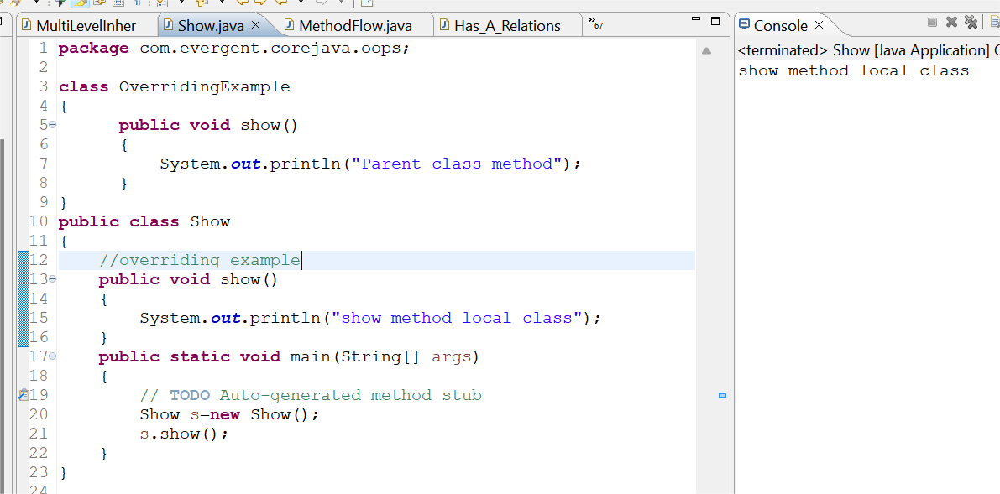 MultiLevelInher Show.java MethodFlow.java Has_A_Relations »67
1 package com.evergent.corejava.oops;
2
3 class OverridingExample
4 {
5 public void show()
6 {
7 System.out.println("Parent class method");
8 }
9 }
10 public class Show
11 {
12 //overriding example
13 public void show()
14 {
15 System.out.println("show method local class");
16 }
17 public static void main(String[] args)
18 {
19 // TODO Auto-generated method stub
20 Show s=new Show();
21 s.show();
22 }
23 }
24
Console
<terminated> Show [Java Application]
show method local class